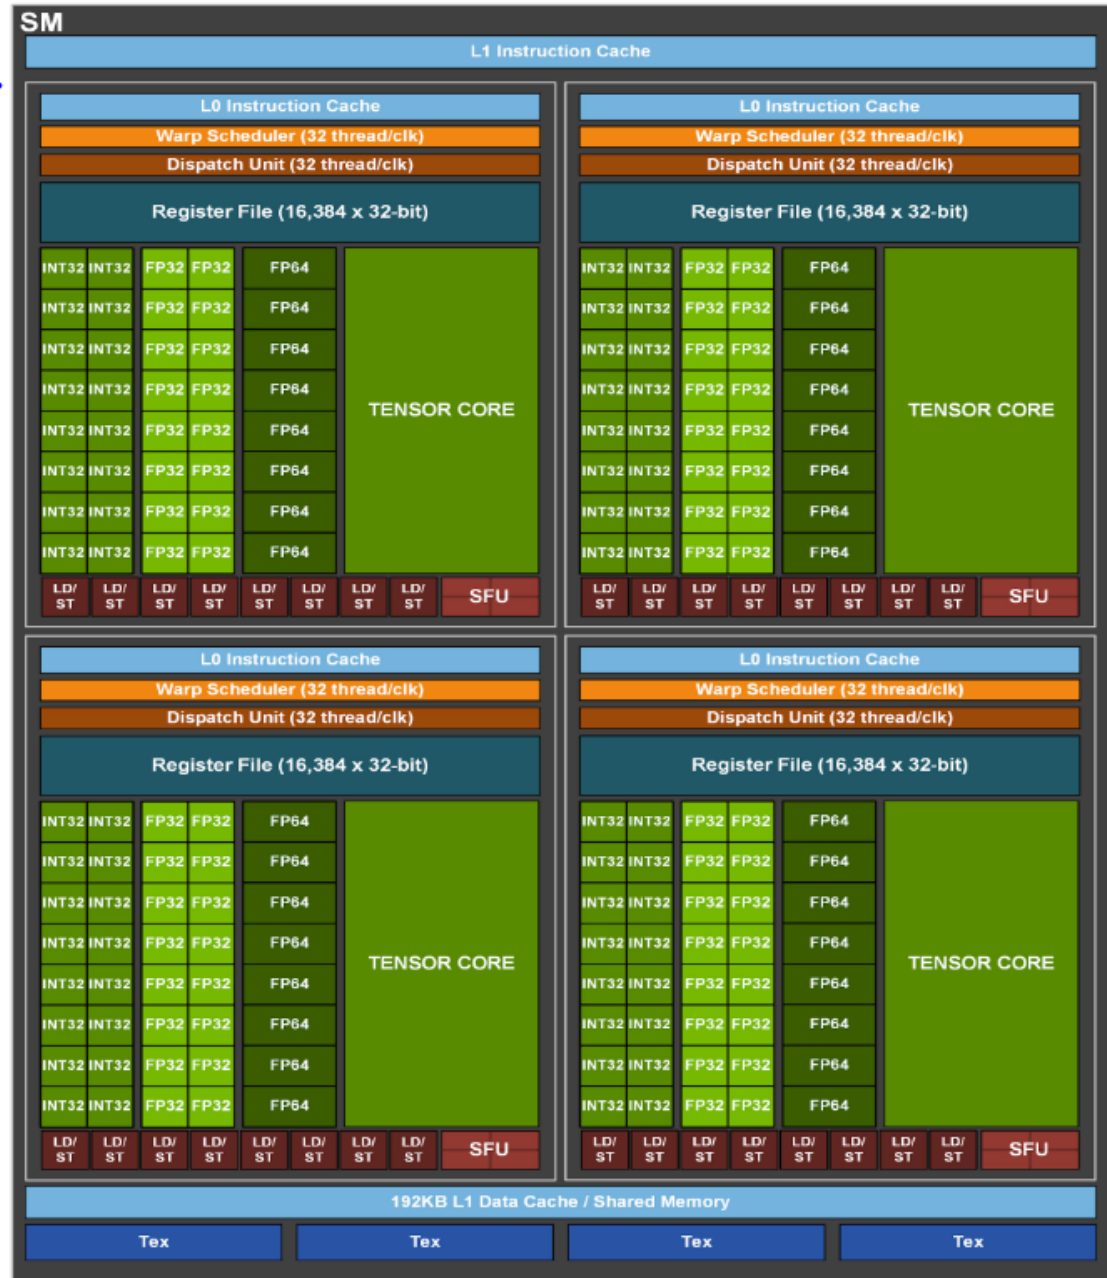 SM
L1 Instruction Cache
L0 Instruction Cache
Warp Scheduler (32 thread/clk)
Dispatch Unit (32 thread/clk)
Register File (16,384 x 32-bit)
INT32 INT32 FP32 FP32 FP64
INT32 INT32 FP32 FP32 FP64
INT32 INT32 FP32 FP32 FP64
INT32 INT32 FP32 FP32 FP64
TENSOR CORE
INT32 INT32 FP32 FP32 FP64
INT32 INT32 FP32 FP32 FP64
INT32 INT32 FP32 FP32 FP64
INT32 INT32 FP32 FP32 FP64
LD/ LD/ LD/ LD/ LD/ LD/ LD/ LD/
ST ST ST ST ST ST ST ST
SFU
L0 Instruction Cache
Warp Scheduler (32 thread/clk)
Dispatch Unit (32 thread/clk)
Register File (16,384 x 32-bit)
INT32 INT32 FP32 FP32 FP64
INT32 INT32 FP32 FP32 FP64
INT32 INT32 FP32 FP32 FP64
INT32 INT32 FP32 FP32 FP64
TENSOR CORE
INT32 INT32 FP32 FP32 FP64
INT32 INT32 FP32 FP32 FP64
INT32 INT32 FP32 FP32 FP64
INT32 INT32 FP32 FP32 FP64
LD/ LD/ LD/ LD/ LD/ LD/ LD/ LD/
ST ST ST ST ST ST ST ST
SFU
L0 Instruction Cache
Warp Scheduler (32 thread/clk)
Dispatch Unit (32 thread/clk)
Register File (16,384 x 32-bit)
INT32 INT32 FP32 FP32 FP64
INT32 INT32 FP32 FP32 FP64
INT32 INT32 FP32 FP32 FP64
INT32 INT32 FP32 FP32 FP64
TENSOR CORE
INT32 INT32 FP32 FP32 FP64
INT32 INT32 FP32 FP32 FP64
INT32 INT32 FP32 FP32 FP64
INT32 INT32 FP32 FP32 FP64
LD/ LD/ LD/ LD/ LD/ LD/ LD/ LD/
ST ST ST ST ST ST ST ST
SFU
L0 Instruction Cache
Warp Scheduler (32 thread/clk)
Dispatch Unit (32 thread/clk)
Register File (16,384 x 32-bit)
INT32 INT32 FP32 FP32 FP64
INT32 INT32 FP32 FP32 FP64
INT32 INT32 FP32 FP32 FP64
INT32 INT32 FP32 FP32 FP64
TENSOR CORE
INT32 INT32 FP32 FP32 FP64
INT32 INT32 FP32 FP32 FP64
INT32 INT32 FP32 FP32 FP64
INT32 INT32 FP32 FP32 FP64
LD/ LD/ LD/ LD/ LD/ LD/ LD/ LD/
ST ST ST ST ST ST ST ST
SFU
192KB L1 Data Cache / Shared Memory
Tex Tex Tex Tex